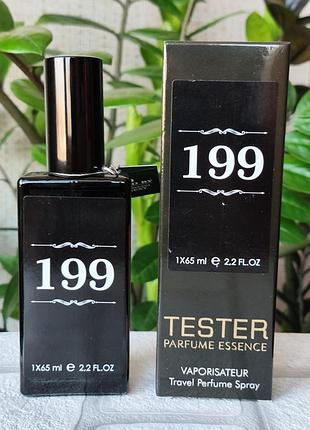 199
1X65 ml ℮ 2.2 FL.OZ
199
1X65 ml ℮ 2.2 FL.OZ
TESTER
PARFUME ESSENCE
VAPORISATEUR
Travel Perfume Spray